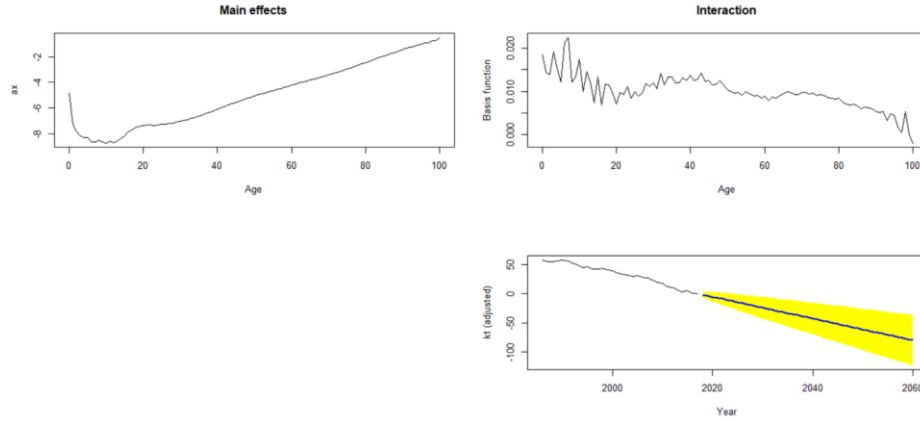 Main effects
ax
-2
-4
-6
-8
0 20 40 60 80 100
Age
Interaction
Basis function
0.020
0.010
0.000
0 20 40 60 80 100
Age
kt (adjusted)
50
0
-50
-100
2000 2020 2040 2060
Year